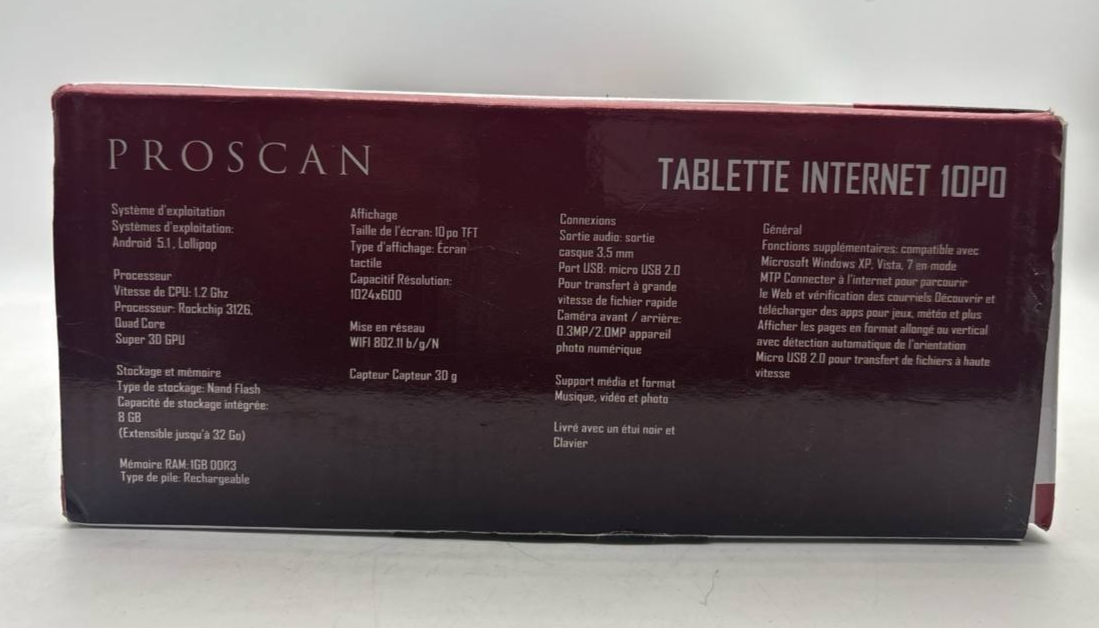 PROSCAN
TABLETTE INTERNET 10PO
Système d'exploitation
Systèmes d'exploitation:
Android 5.1, Lollipop
Processeur
Vitesse de CPU: 1.2 Ghz
Processeur: Rockchip 3126,
Quad Core
Super 3D GPU
Stockage et mémoire
Type de stockage: Nand Flash
Capacité de stockage intégrée:
8 GB
(Extensible jusqu'à 32 Go)
Mémoire RAM:1GB DDR3
Type de pile: Rechargeable
Affichage
Taille de l'écran: 10 po TFT
Type d'affichage: Écran
tactile
Capacitif Résolution:
1024x600
Mise en réseau
WIFI 802.11 b/g/N
Capteur Capteur 3D g
Connexions
Sortie audio: sortie
casque 3,5 mm
Port USB: micro USB 2.0
Pour transfert à grande
vitesse de fichier rapide
Caméra avant / arrière:
0.3MP/2.0MP appareil
photo numérique
Support média et format
Musique, vidéo et photo
Livré avec un étui noir et
Clavier
Général
Fonctions supplémentaires: compatible avec
Microsoft Windows XP, Vista, 7 en mode
MTP Connecter à l'internet pour parcourir
le Web et vérification des courriels Découvrir et
télécharger des apps pour jeux, météo et plus
Afficher les pages en format allongé ou vertical
avec détection automatique de l'orientation
Micro USB 2.0 pour transfert de fichiers à haute
vitesse